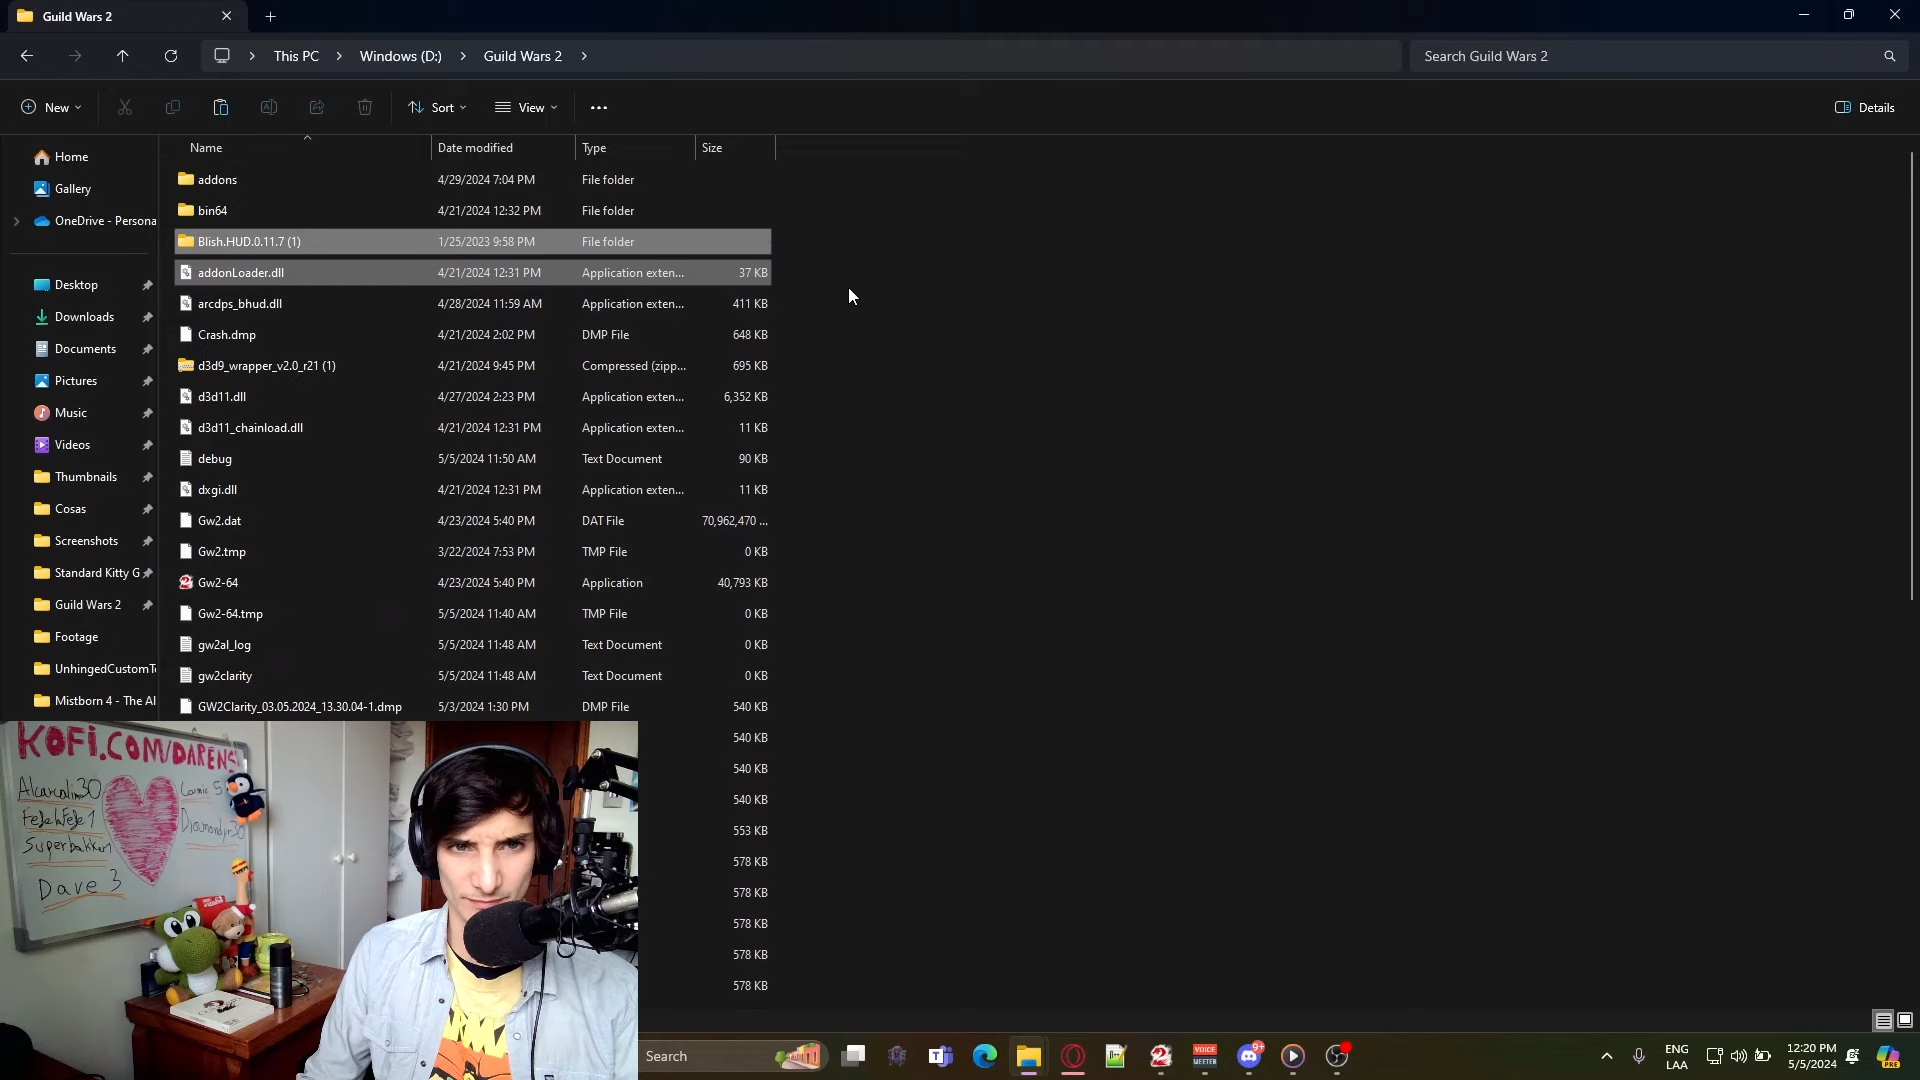 Guild Wars 2
This PC
Windows (D:)
Guild Wars 2
Search Guild Wars 2
New
Sort
View
Details
Name
Date modified
Type
Size
Home
Gallery
OneDrive - Persona
Desktop
Downloads
Documents
Pictures
Music
Videos
Thumbnails
Cosas
Screenshots
Standard Kitty G
Guild Wars 2
Footage
UnhingedCustomT
Mistborn 4 - The Al
addons 4/29/2024 7:04 PM File folder
bin64 4/21/2024 12:32 PM File folder
Blish.HUD.0.11.7 (1) 1/25/2023 9:58 PM File folder
addonLoader.dll 4/21/2024 12:31 PM Application exten... 37 KB
arcdps_bhud.dll 4/28/2024 11:59 AM Application exten... 411 KB
Crash.dmp 4/21/2024 2:02 PM DMP File 648 KB
d3d9_wrapper_v2.0_r21 (1) 4/21/2024 9:45 PM Compressed (zipp... 695 KB
d3d11.dll 4/27/2024 2:23 PM Application exten... 6,352 KB
d3d11_chainload.dll 4/21/2024 12:31 PM Application exten... 11 KB
debug 5/5/2024 11:50 AM Text Document 90 KB
dxgi.dll 4/21/2024 12:31 PM Application exten... 11 KB
Gw2.dat 4/23/2024 5:40 PM DAT File 70,962,470 ...
Gw2.tmp 3/22/2024 7:53 PM TMP File 0 KB
Gw2-64 4/23/2024 5:40 PM Application 40,793 KB
Gw2-64.tmp 5/5/2024 11:40 AM TMP File 0 KB
gw2al_log 5/5/2024 11:48 AM Text Document 0 KB
gw2clarity 5/5/2024 11:48 AM Text Document 0 KB
GW2Clarity_03.05.2024_13.30.04-1.dmp 5/3/2024 1:30 PM DMP File 540 KB
540 KB
540 KB
540 KB
553 KB
578 KB
578 KB
578 KB
578 KB
578 KB
KOFI.COM/DARENS
Alcarcalim30
FeFehFeFe1
Superbakker1
Dave 3
Cosmic 5
Search
VOICE
MEETER
9+
ENG
LAA
12:20 PM
5/5/2024
PRE